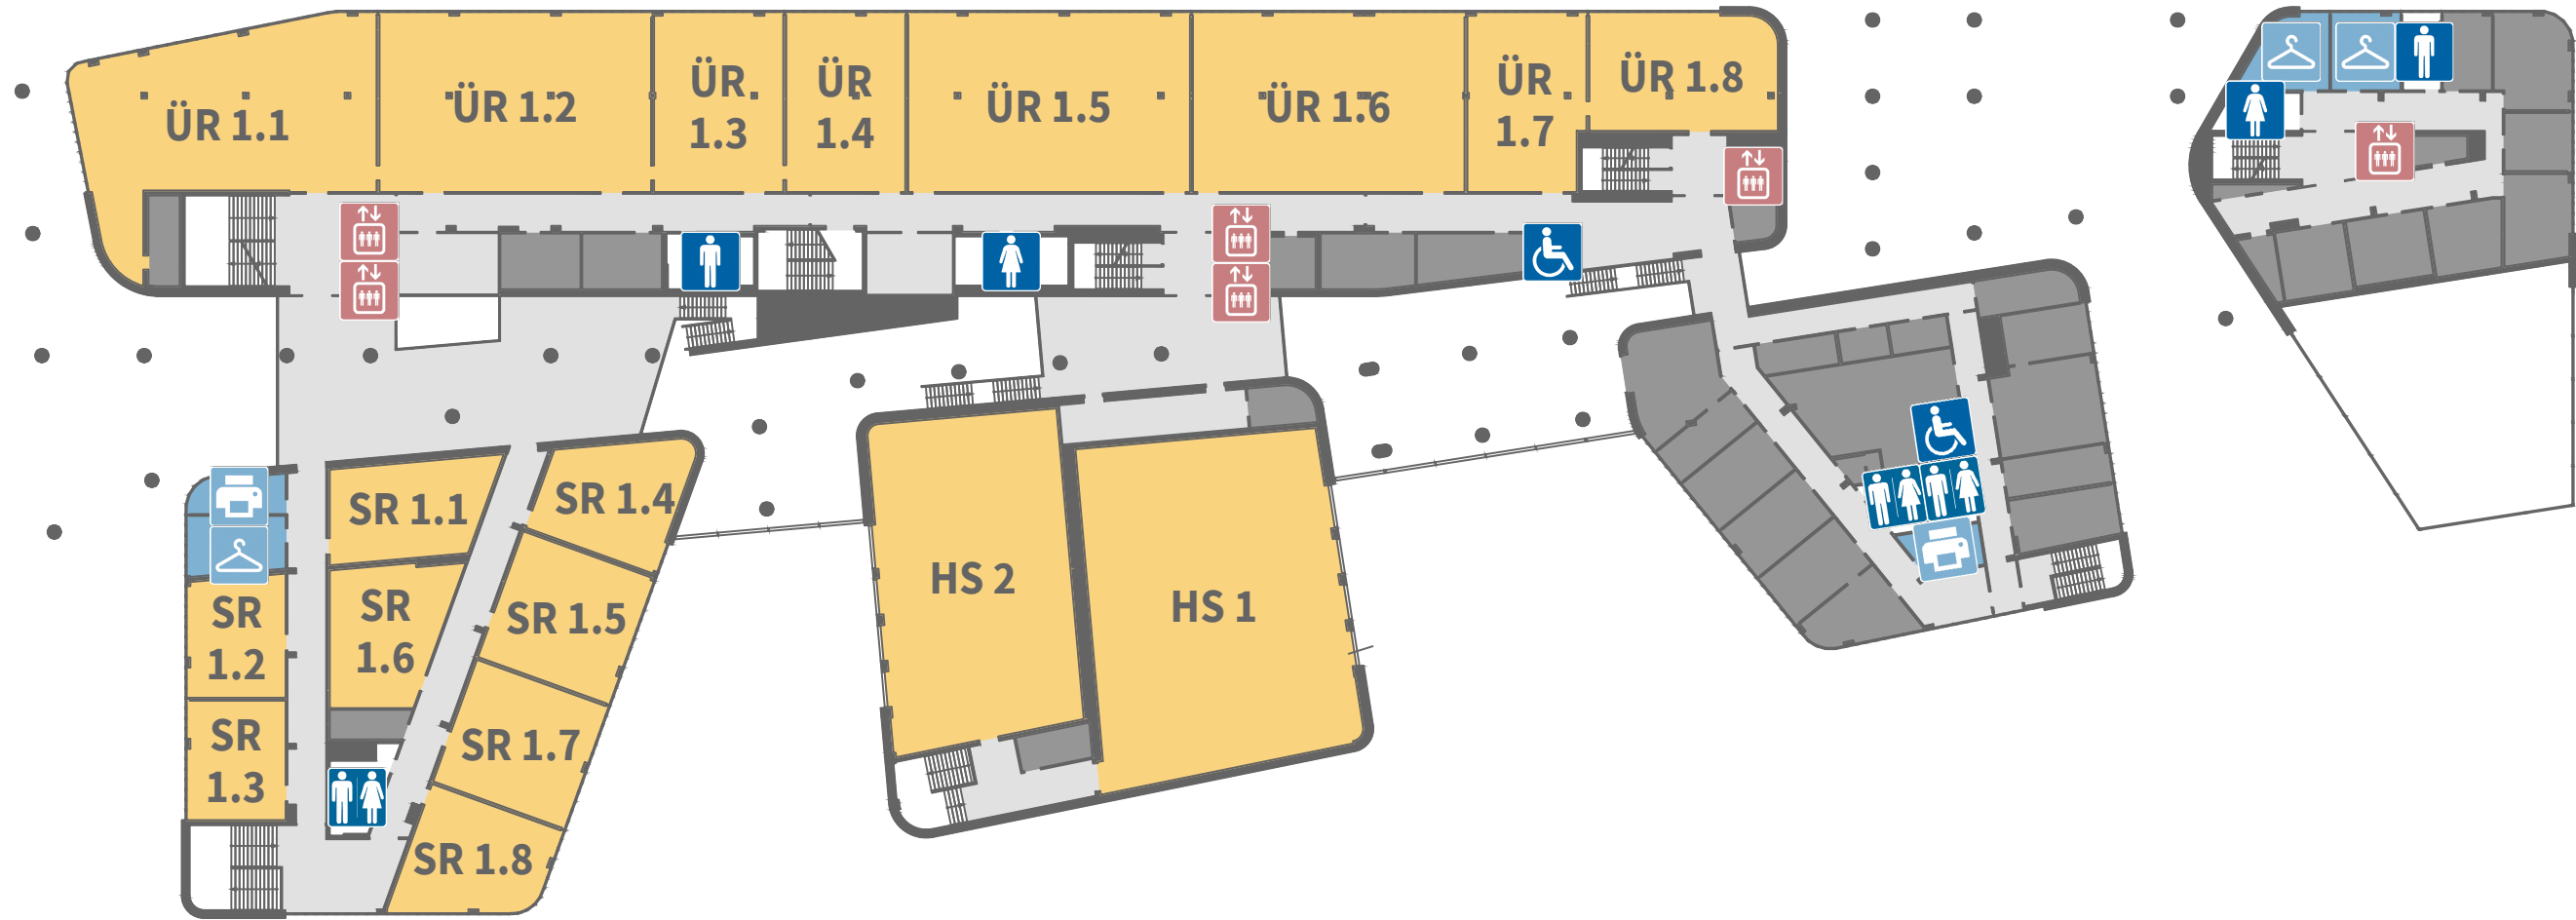 ÜR 1.1
ÜR 1.2
ÜR
1.3
ÜR
1.4
ÜR 1.5
ÜR 1.6
ÜR
1.7
ÜR 1.8
SR 1.1
SR 1.4
SR
1.2
SR
1.6
SR 1.5
SR
1.3
SR 1.7
SR 1.8
HS 2
HS 1